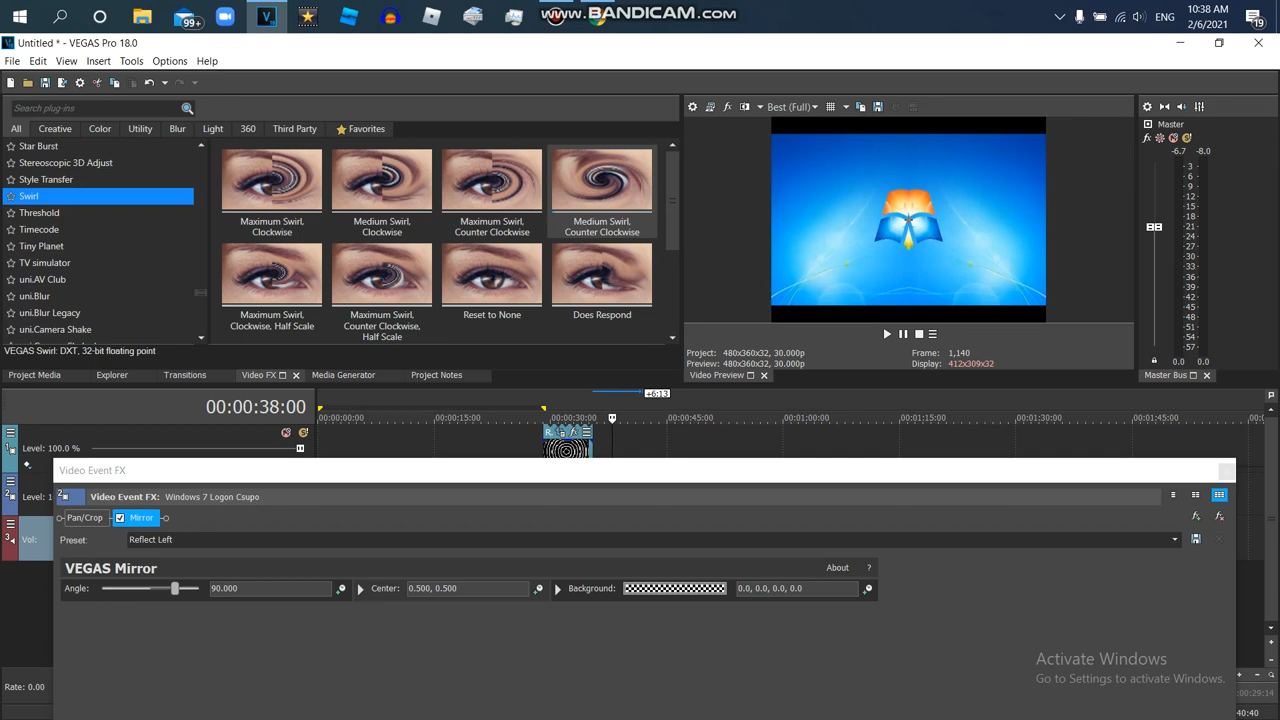 99+
www.BANDICAM.com
ENG
10:38 AM
2/6/2021
19
Untitled * - VEGAS Pro 18.0
File Edit View Insert Tools Options Help
Search plug-ins
Best (Full)
All Creative Color Utility Blur Light 360 Third Party Favorites
Master
Star Burst
Stereoscopic 3D Adjust
Style Transfer
Swirl
Threshold
Timecode
Tiny Planet
TV simulator
uni.AV Club
uni.Blur
uni.Blur Legacy
uni.Camera Shake
Maximum Swirl, Clockwise
Medium Swirl, Clockwise
Maximum Swirl, Counter Clockwise
Medium Swirl, Counter Clockwise
Maximum Swirl, Clockwise, Half Scale
Maximum Swirl, Counter Clockwise, Half Scale
Reset to None
Does Respond
VEGAS Swirl: DXT, 32-bit floating point
-6.7 -8.0
3
6
9
12
15
18
21
24
27
30
33
36
39
42
45
48
51
54
57
0.0 0.0
Project: 480x360x32, 30.000p
Frame: 1,140
Preview: 480x360x32, 30.000p
Display: 412x309x32
Project Media Explorer Transitions Video FX Media Generator Project Notes
Video Preview
Master Bus
+6:13
00:00:38:00
00:00:00:00 00:00:15:00 00:00:30:00 00:00:45:00 00:01:00:00 00:01:15:00 00:01:30:00 00:01:45:00 00:0
1
Level: 100.0 %
R.
2
Level: 10
3
Vol:
Video Event FX
2
Video Event FX: Windows 7 Logon Csupo
Pan/Crop Mirror
Preset: Reflect Left
VEGAS Mirror
About ?
Angle: 90.000
Center: 0.500, 0.500
Background: 0.0, 0.0, 0.0, 0.0
Activate Windows
Go to Settings to activate Windows.
Rate: 0.00
00:29:14
40:40